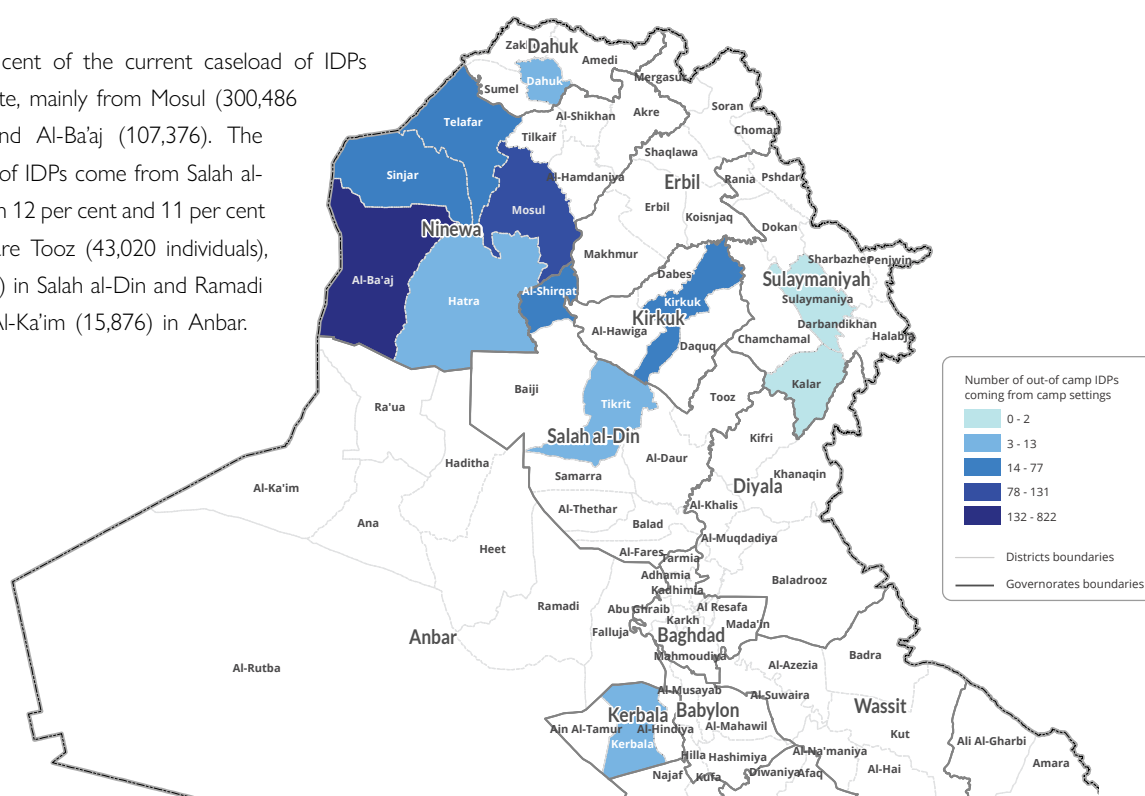 cent of the current caseload of IDPs
te, mainly from Mosul (300,486
nd Al-Ba'aj (107,376). The
of IDPs come from Salah al-
n 12 per cent and 11 per cent
are Tooz (43,020 individuals),
) in Salah al-Din and Ramadi
Al-Ka'im (15,876) in Anbar.
Zak
Dahuk
Amedi
Dahuk
Sumel
Mergasur
Soran
Telafar
Al-Shikhan
Akre
Choman
Tilkaif
Shaqlawa
Sinjar
Al-Hamdaniya
Erbil
Rania
Pshdar
Mosul
Erbil
Koisnjaq
Ninewa
Dokan
Makhmur
Sharbazher
Penjwin
Al-Ba'aj
Dabes
Sulaymaniyah
Hatra
Al-Shirqat
Kirkuk
Sulaymaniya
Kirkuk
Al-Hawiga
Darbandikhan
Daquq
Chamchamal
Halabja
Baiji
Kalar
Ra'ua
Tikrit
Tooz
Salah al-Din
Kifri
Haditha
Al-Daur
Samarra
Khanaqin
Al-Ka'im
Diyala
Al-Thethar
Al-Khalis
Ana
Balad
Al-Muqdadiya
Heet
Al-Fares
Tarmia
Adhamia
Baladrooz
Kadhimia
Ramadi
Abu Ghraib
Al Resafa
Karkh
Mada'in
Falluja
Baghdad
Anbar
Mahmoudiya
Badra
Al-Rutba
Al-Azezia
Al-Musayab
Al-Suwaira
Kerbala
Babylon
Wassit
Ain Al-Tamur
Al-Hindiya
Al-Mahawil
Kut
Kerbala
Ali Al-Gharbi
Hilla
Hashimiya
Al-Na'maniya
Amara
Najaf
Kufa
Diwaniya
Afaq
Al-Hai
Number of out-of camp IDPs
coming from camp settings
0 - 2
3 - 13
14 - 77
78 - 131
132 - 822
Districts boundaries
Governorates boundaries